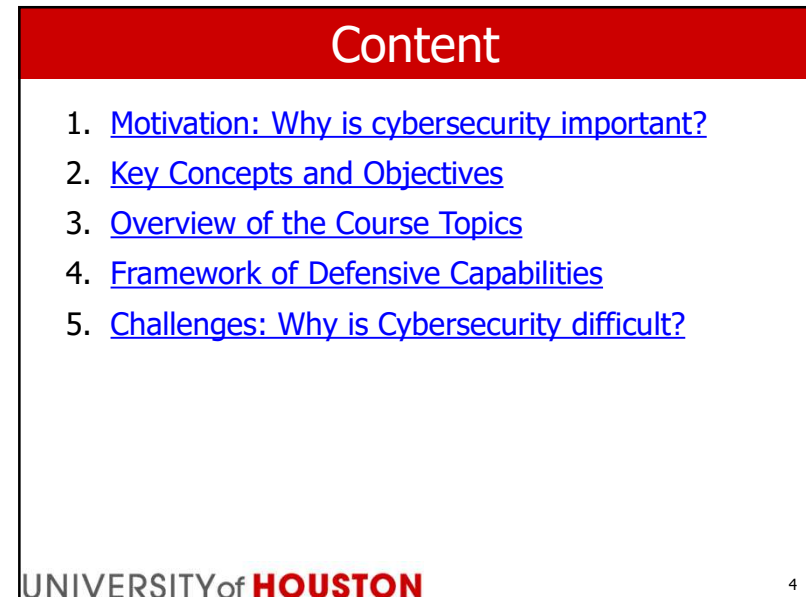 Content
1. Motivation: Why is cybersecurity important?
2. Key Concepts and Objectives
3. Overview of the Course Topics
4. Framework of Defensive Capabilities
5. Challenges: Why is Cybersecurity difficult?
UNIVERSITY of HOUSTON
4